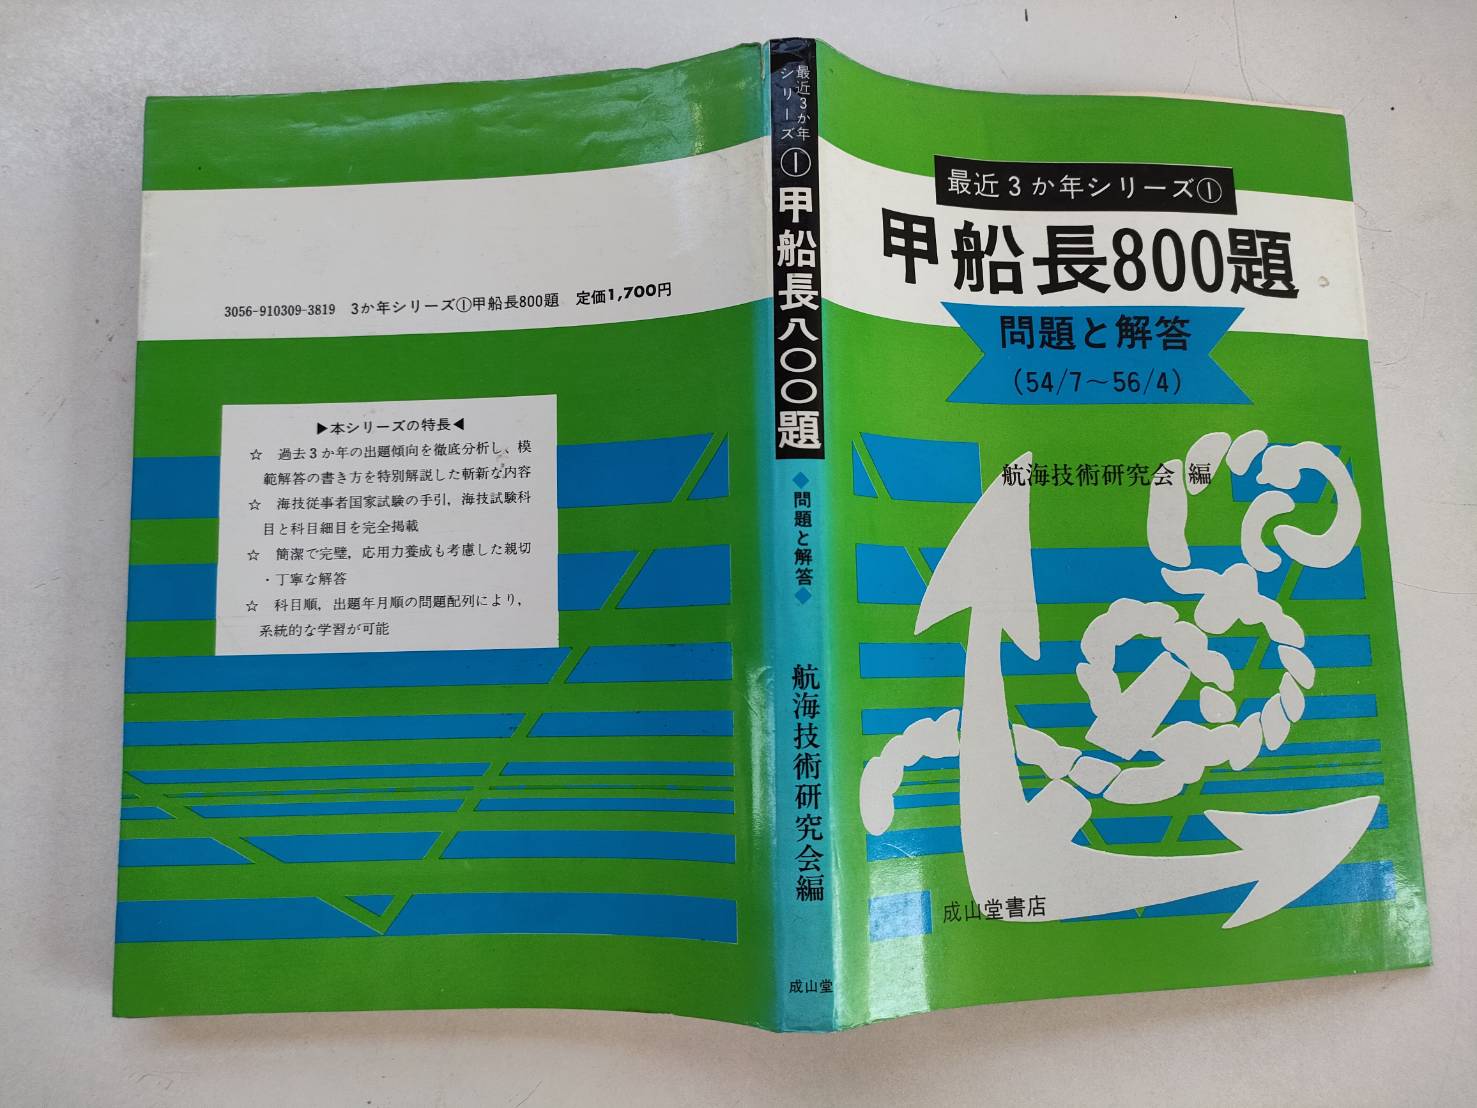 最近3か年シリーズ①
甲船長800題
問題と解答
(54/7～56/4)
航海技術研究会 編
成山堂書店
最近3か年
シリーズ
①
甲船長八〇〇題
◆問題と解答◆
航海技術研究会編
成山堂
3056-910309-3819 3か年シリーズ①甲船長800題 定価1,700円
▶本シリーズの特長◀
☆ 過去3か年の出題傾向を徹底分析し、模
範解答の書き方を特別解説した斬新な内容
☆ 海技従事者国家試験の手引，海技試験科
目と科目細目を完全掲載
☆ 簡潔で完璧，応用力養成も考慮した親切
・丁寧な解答
☆ 科目順，出題年月順の問題配列により，
系統的な学習が可能